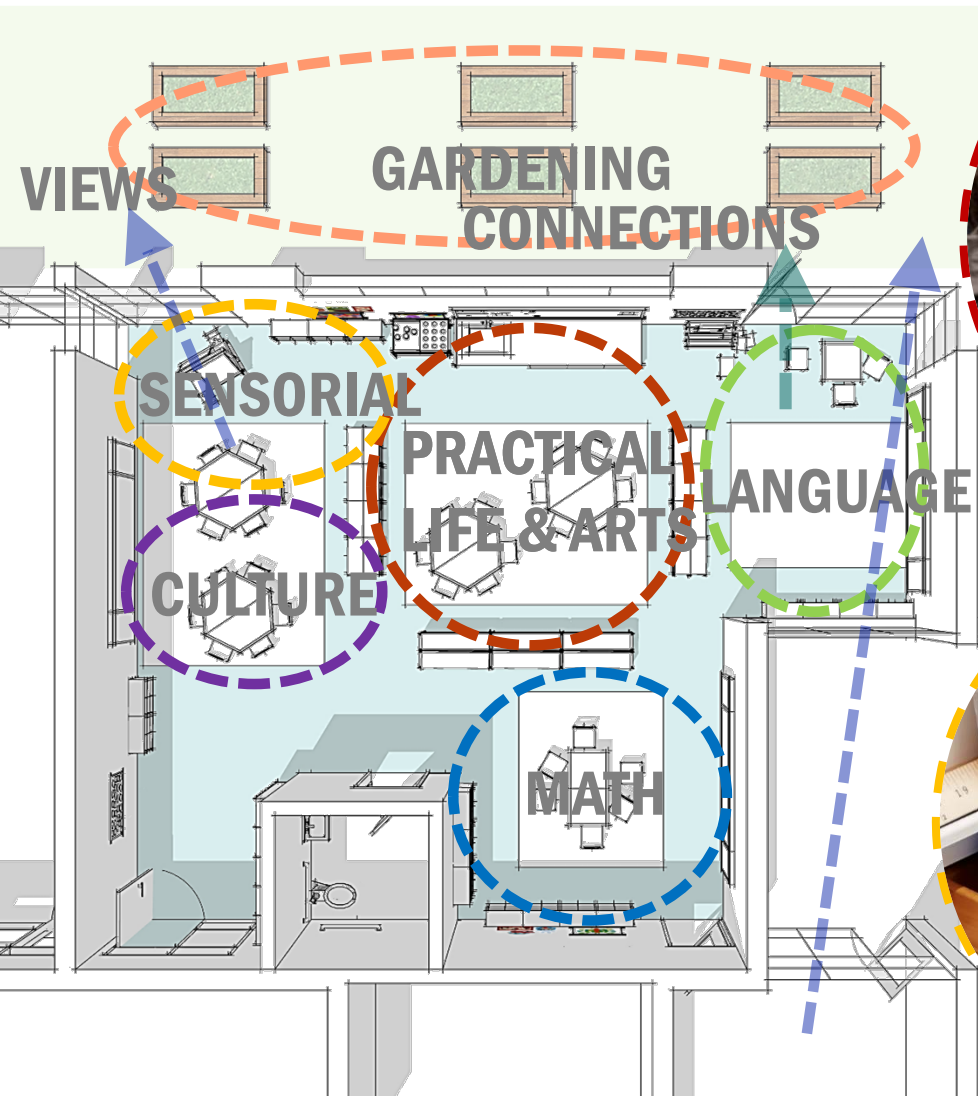 VIEWS
GARDENING
CONNECTIONS
SENSORIAL
PRACTICAL
LIFE & ARTS
LANGUAGE
CULTURE
MATH